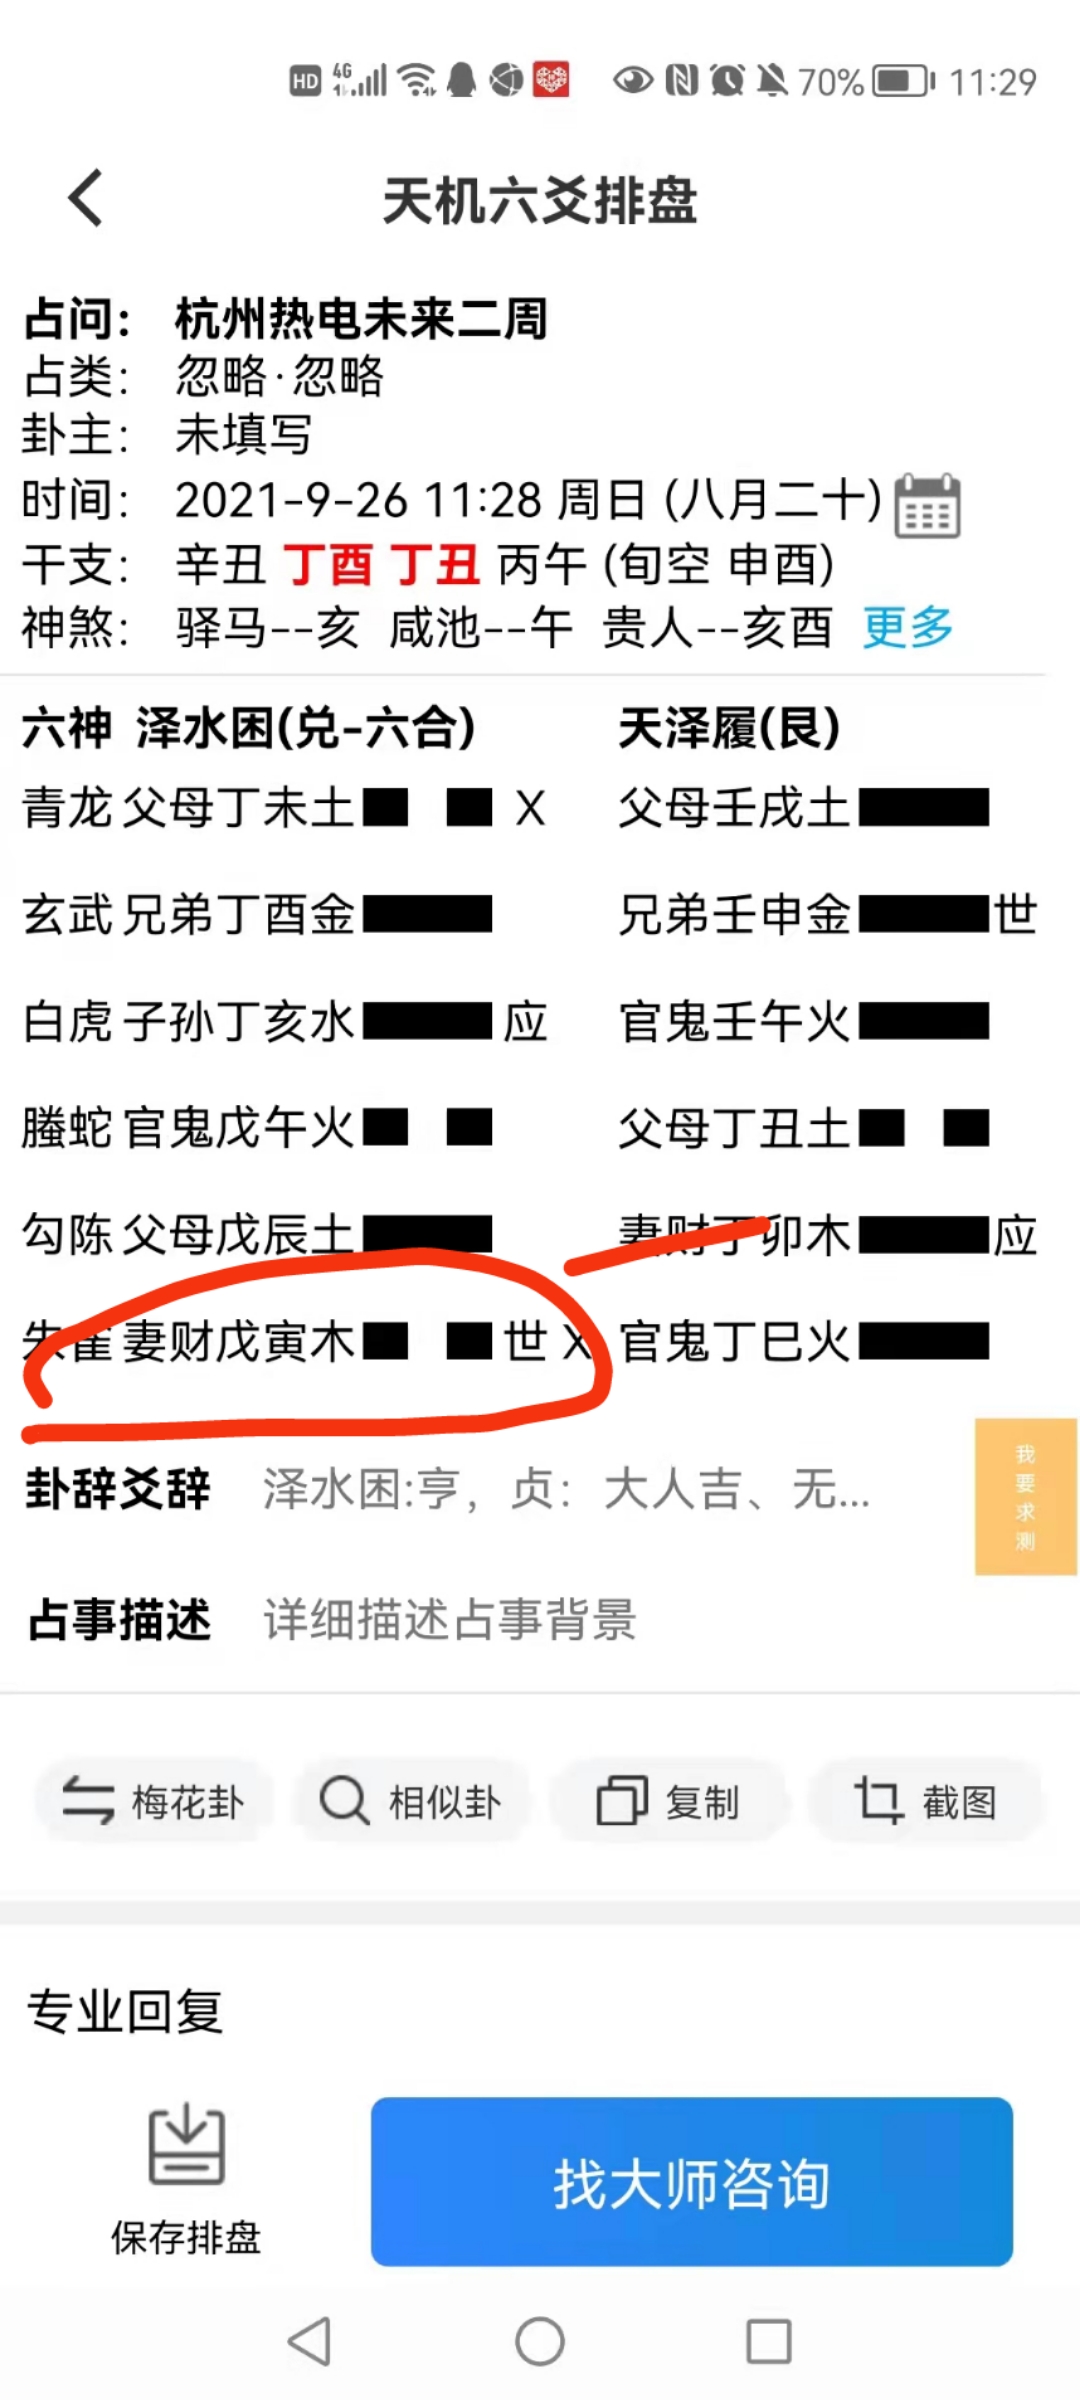 HD 4G 70% 11:29
天机六爻排盘
占问： 杭州热电未来二周
占类： 忽略·忽略
卦主： 未填写
时间： 2021-9-26 11:28 周日 (八月二十)
干支： 辛丑 丁酉 丁丑 丙午 (旬空 申酉)
神煞： 驿马--亥 咸池--午 贵人--亥酉 更多
六神 泽水困(兑-六合) 天泽履(艮)
青龙 父母丁未土 X 父母壬戌土
玄武 兄弟丁酉金 兄弟壬申金 世
白虎 子孙丁亥水 应 官鬼壬午火
螣蛇 官鬼戊午火 父母丁丑土
勾陈 父母戊辰土 妻财丁卯木 应
朱雀 妻财戊寅木 世 X 官鬼丁巳火
卦辞爻辞 泽水困:亨，贞：大人吉、无...
我要求测
占事描述 详细描述占事背景
梅花卦 相似卦 复制 截图
专业回复
保存排盘 找大师咨询